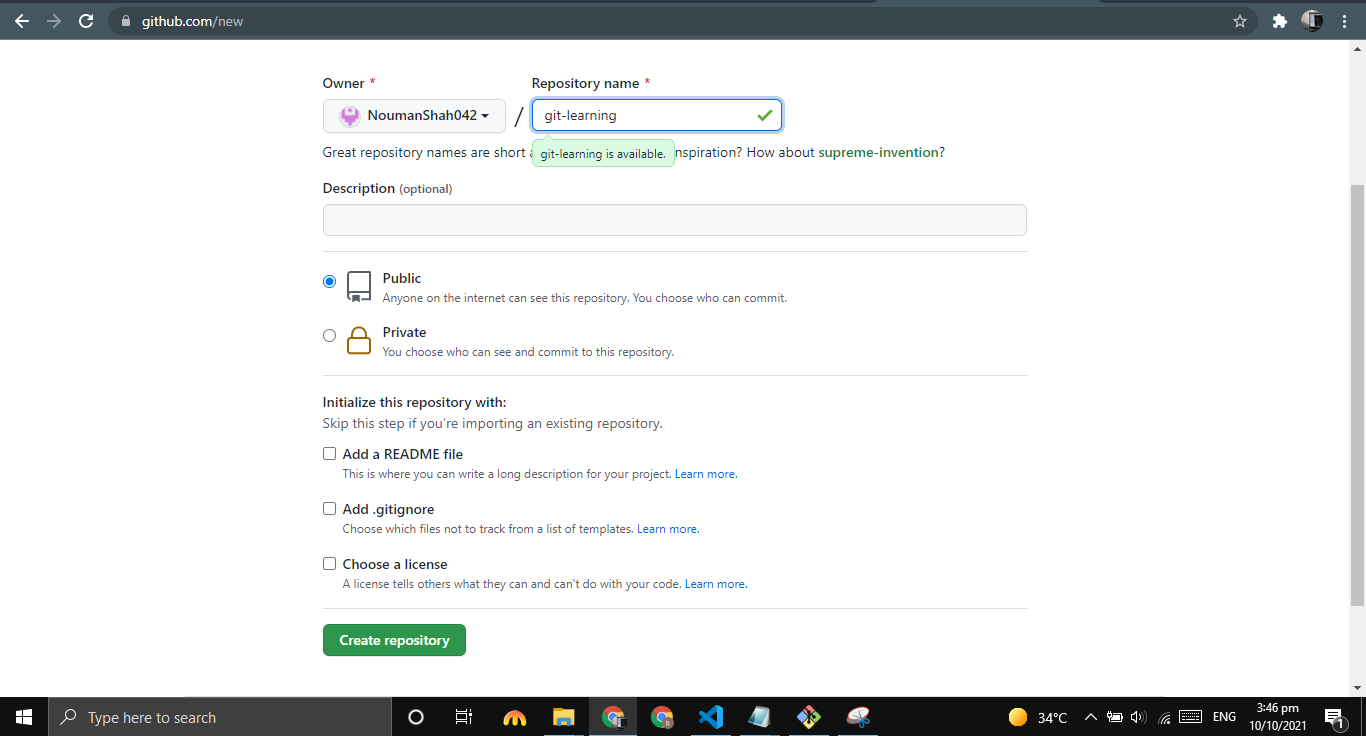 github.com/new
Owner * Repository name *
NoumanShah042 / git-learning
Great repository names are short a nspiration? How about supreme-invention?
git-learning is available.
Description (optional)
Public
Anyone on the internet can see this repository. You choose who can commit.
Private
You choose who can see and commit to this repository.
Initialize this repository with:
Skip this step if you're importing an existing repository.
Add a README file
This is where you can write a long description for your project. Learn more.
Add .gitignore
Choose which files not to track from a list of templates. Learn more.
Choose a license
A license tells others what they can and can't do with your code. Learn more.
Create repository
Type here to search
34°C
ENG
3:46 pm
10/10/2021
1